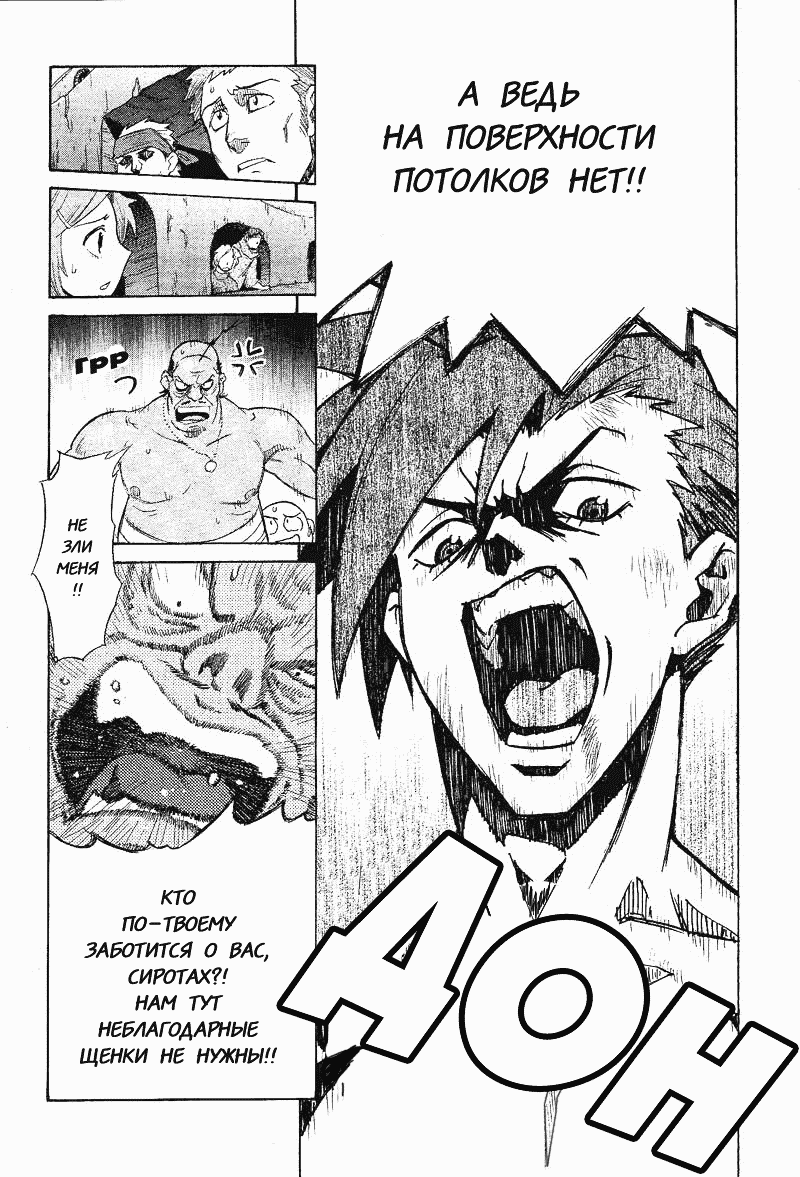 А ВЕДЬ
НА ПОВЕРХНОСТИ
ПОТОЛКОВ НЕТ!!
ДОН
ГРР
НЕ
ЗЛИ
МЕНЯ
!!
КТО
ПО-ТВОЕМУ
ЗАБОТИТСЯ О ВАС,
СИРОТАХ?!
НАМ ТУТ
НЕБЛАГОДАРНЫЕ
ЩЕНКИ НЕ НУЖНЫ!!